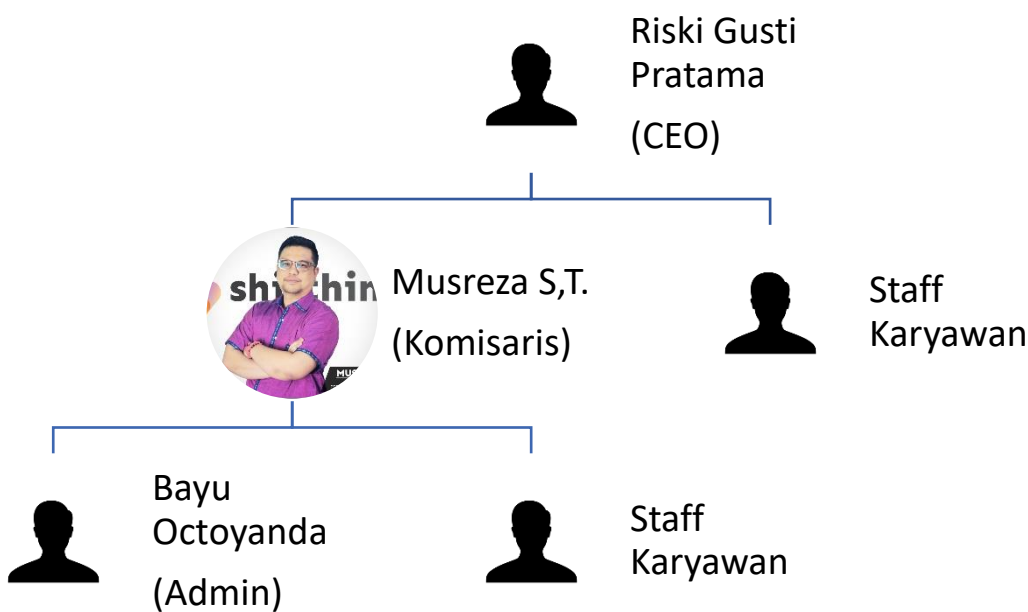 Riski Gusti
Pratama
(CEO)
Musreza S,T.
(Komisaris)
Staff
Karyawan
Bayu
Octoyanda
(Admin)
Staff
Karyawan